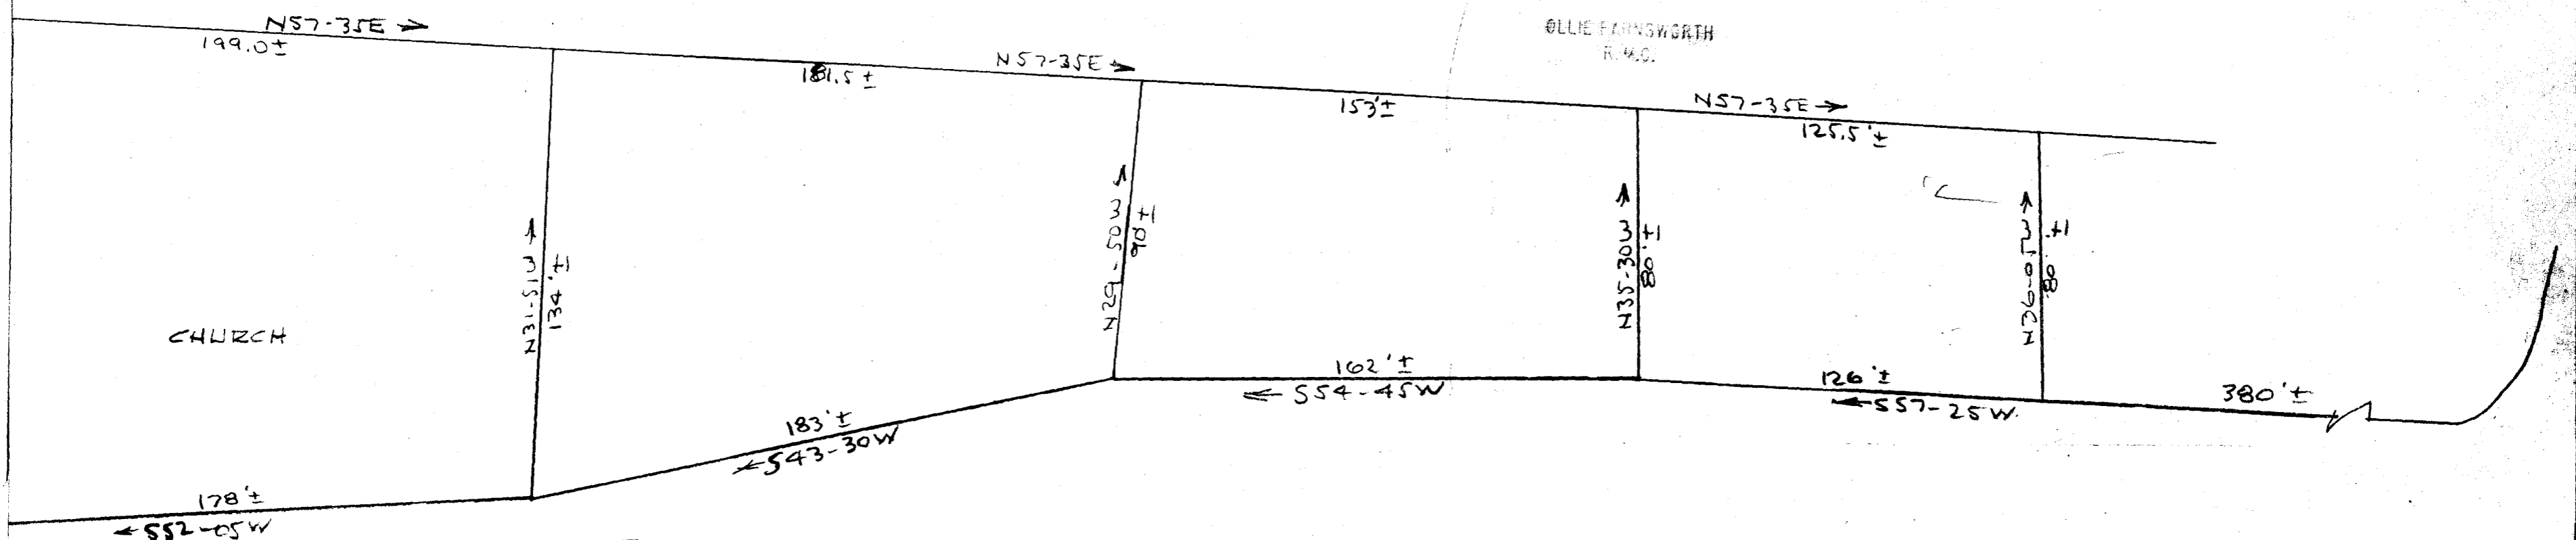 N57-35E →
199.0±
181.5±
N57-35E →
OLLIE FARNSWORTH
R.M.C.
153'±
N57-35E →
125.5'±
CHURCH
N31-51W →
134'±
N29-50W →
90±
N35-30W →
80'±
N36-05W →
80'±
178'±
← S52-05W
183'±
← S43-30W
162'±
← S54-45W
126'±
← S57-25W
380'±